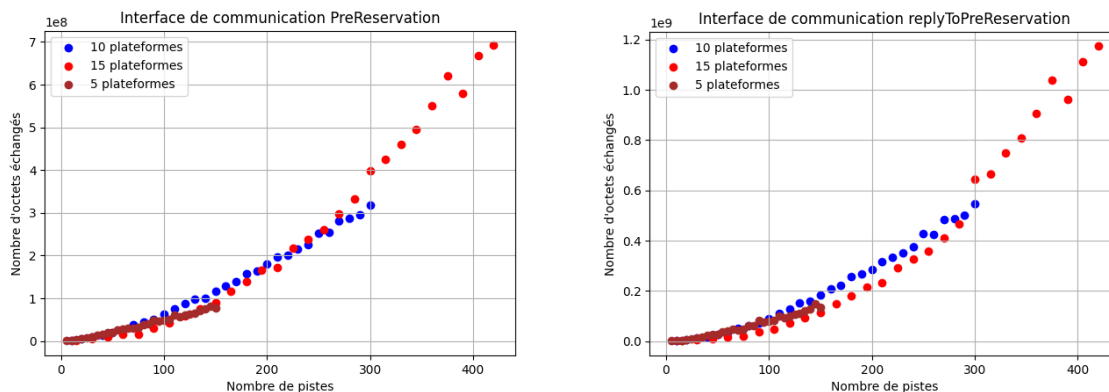 Interface de communication PreReservation
1e8
10 plateformes
15 plateformes
5 plateformes
7
6
5
4
3
2
1
0
Nombre d'octets échangés
0 100 200 300 400
Nombre de pistes
Interface de communication replyToPreReservation
1e9
10 plateformes
15 plateformes
5 plateformes
1.2
1.0
0.8
0.6
0.4
0.2
0.0
Nombre d'octets échangés
0 100 200 300 400
Nombre de pistes